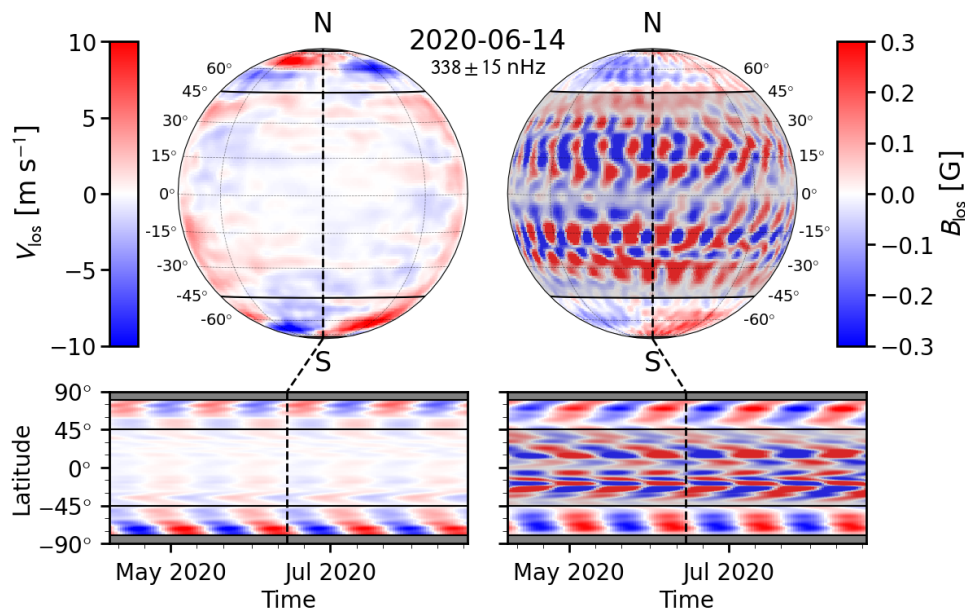 N
N
2020-06-14
338 ± 15 nHz
10
5
0
−5
−10
V_los [m s⁻¹]
60°
45°
30°
15°
0°
-15°
-30°
-45°
-60°
60°
45°
30°
15°
0°
-15°
-30°
-45°
-60°
0.3
0.2
0.1
0.0
−0.1
−0.2
−0.3
B_los [G]
S
S
90°
45°
0°
−45°
−90°
Latitude
May 2020
Jul 2020
Time
May 2020
Jul 2020
Time